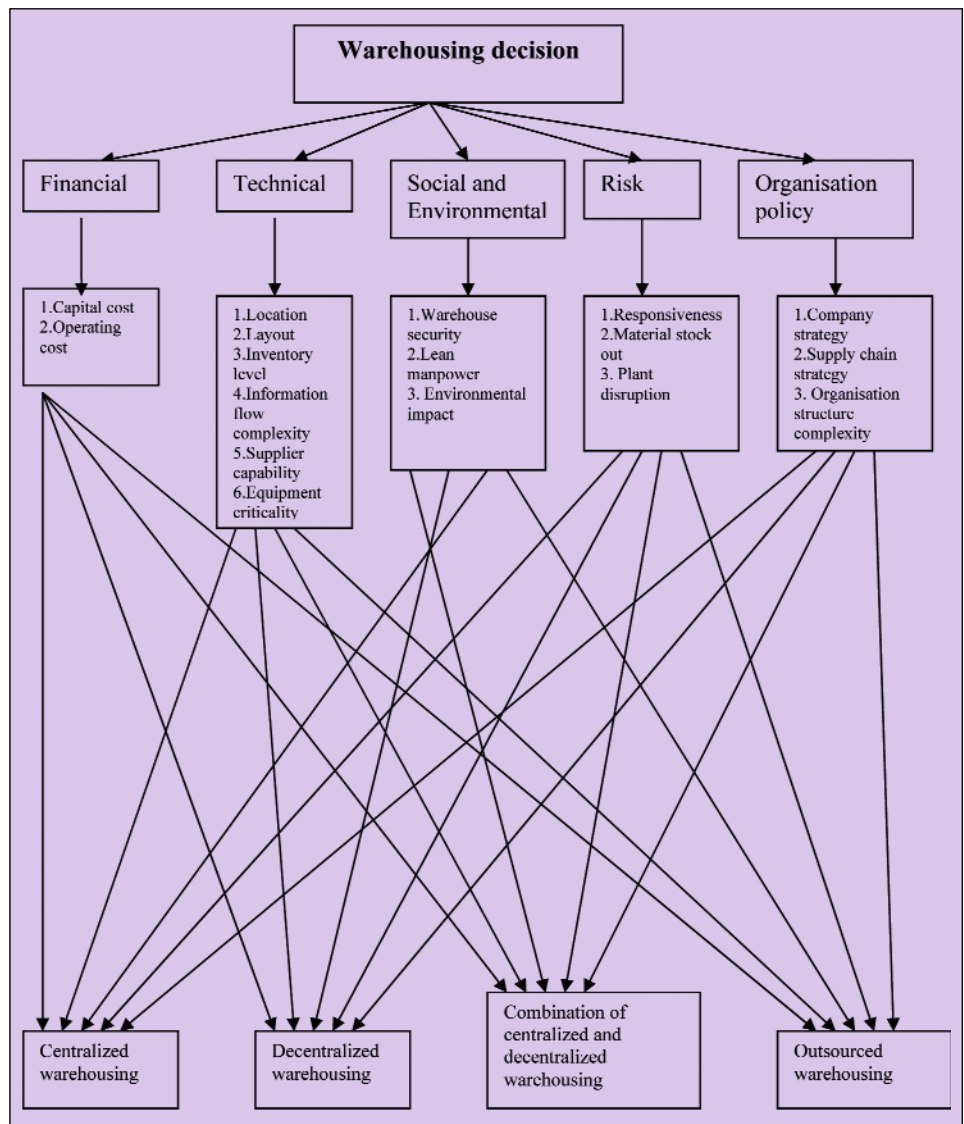 Warehousing decision
Financial
Technical
Social and
Environmental
Risk
Organisation
policy
1.Capital cost
2.Operating
cost
1.Location
2.Layout
3.Inventory
level
4.Information
flow
complexity
5.Supplier
capability
6.Equipment
criticality
1.Warehouse
security
2.Lean
manpower
3. Environmental
impact
1.Responsiveness
2.Material stock
out
3. Plant
disruption
1.Company
strategy
2.Supply chain
strategy
3. Organisation
structure
complexity
Centralized
warehousing
Decentralized
warehousing
Combination of
centralized and
decentralized
warehousing
Outsourced
warehousing